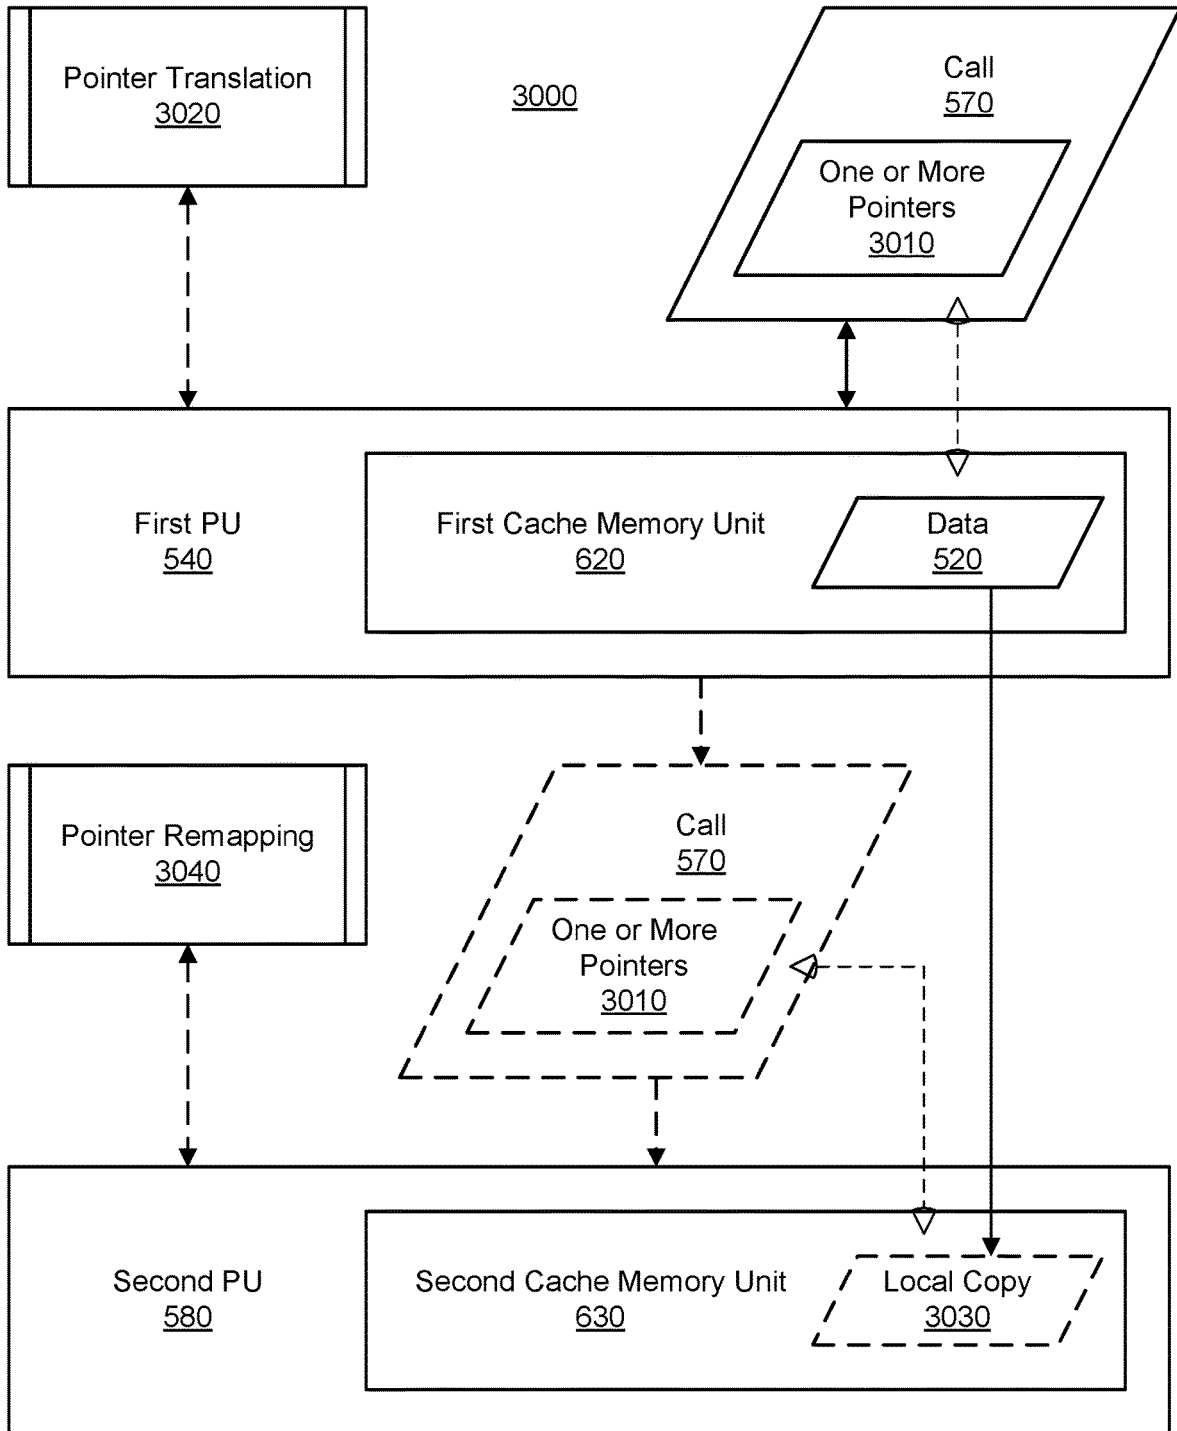 Pointer Translation
3020
3000
Call
570
One or More
Pointers
3010
First PU
540
First Cache Memory Unit
620
Data
520
Pointer Remapping
3040
Call
570
One or More
Pointers
3010
Second PU
580
Second Cache Memory Unit
630
Local Copy
3030